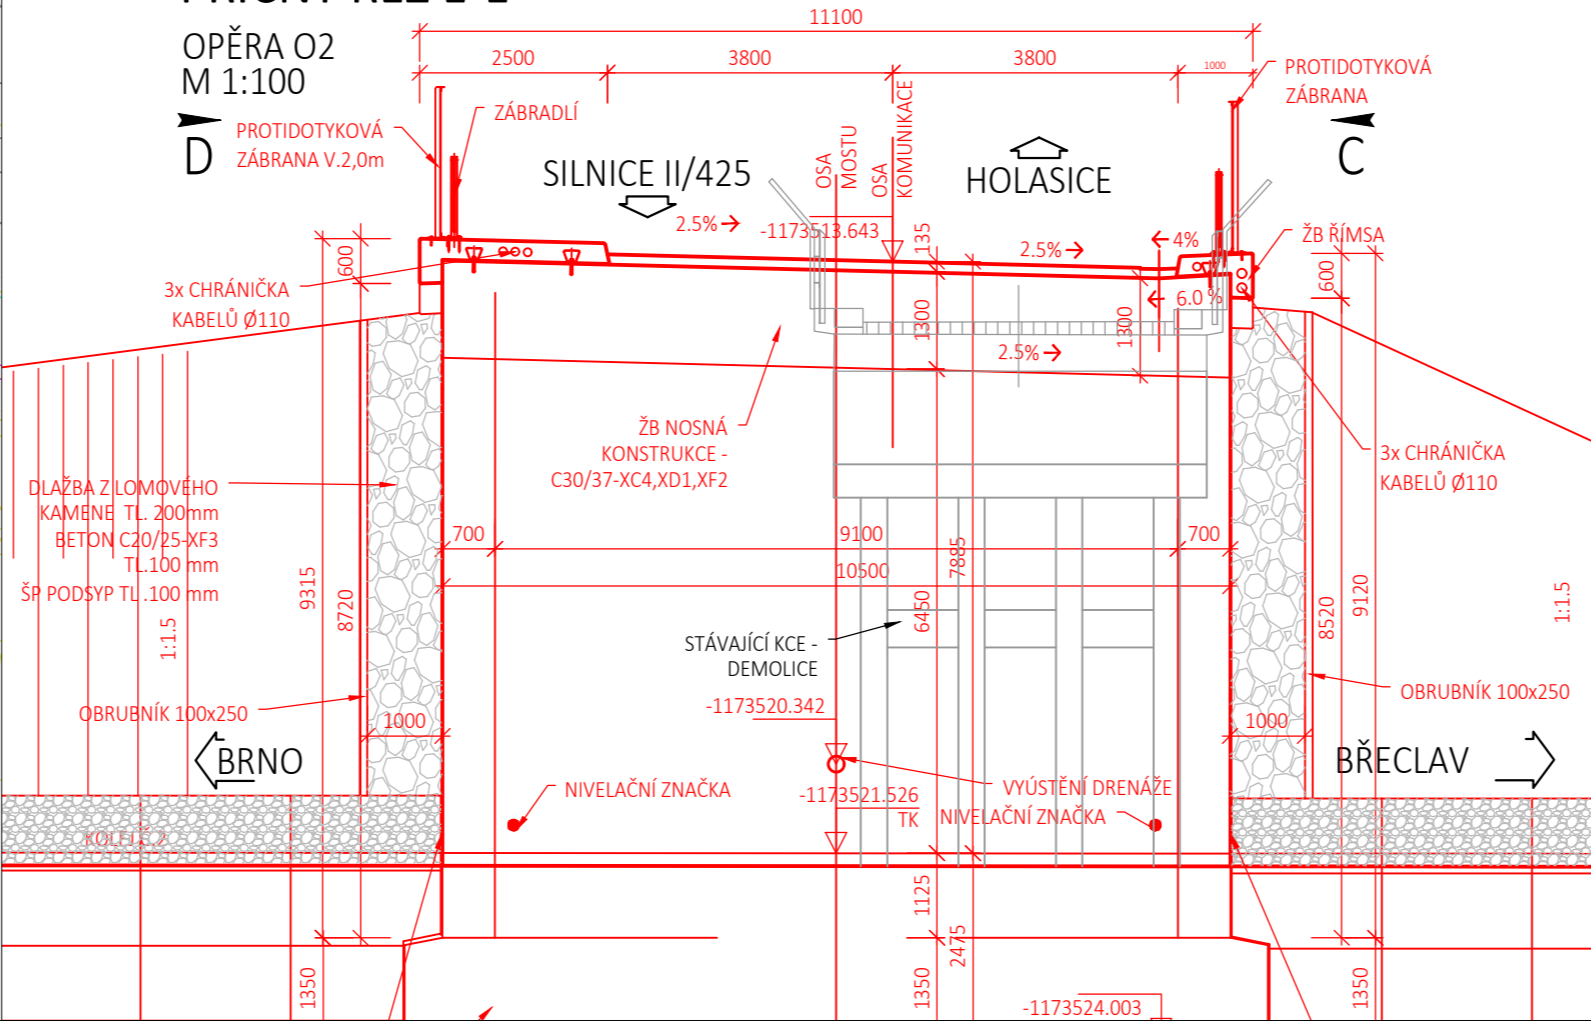 OPĚRA O2
M 1:100
D
C
11100
2500
3800
3800
1000
PROTIDOTYKOVÁ
ZÁBRANA V.2,0m
ZÁBRADLÍ
SILNICE II/425
OSA
MOSTU
OSA
KOMUNIKACE
HOLASICE
PROTIDOTYKOVÁ
ZÁBRANA
2.5%
-1173513.643
135
2.5%
4%
ŽB ŘÍMSA
600
600
3x CHRÁNIČKA
KABELŮ Ø110
6.0 %
1300
1300
2.5%
ŽB NOSNÁ
KONSTRUKCE -
C30/37-XC4,XD1,XF2
3x CHRÁNIČKA
KABELŮ Ø110
DLAŽBA Z LOMOVÉHO
KAMENE TL. 200mm
BETON C20/25-XF3
TL.100 mm
ŠP PODSYP TL .100 mm
700
9100
700
7885
10500
9315
8720
1:1.5
6450
8520
9120
1:1.5
STÁVAJÍCÍ KCE -
DEMOLICE
-1173520.342
OBRUBNÍK 100x250
OBRUBNÍK 100x250
1000
1000
BRNO
BŘECLAV
NIVELAČNÍ ZNAČKA
VYÚSTĚNÍ DRENÁŽE
-1173521.526
TK
NIVELAČNÍ ZNAČKA
1125
2475
1350
1350
1350
-1173524.003